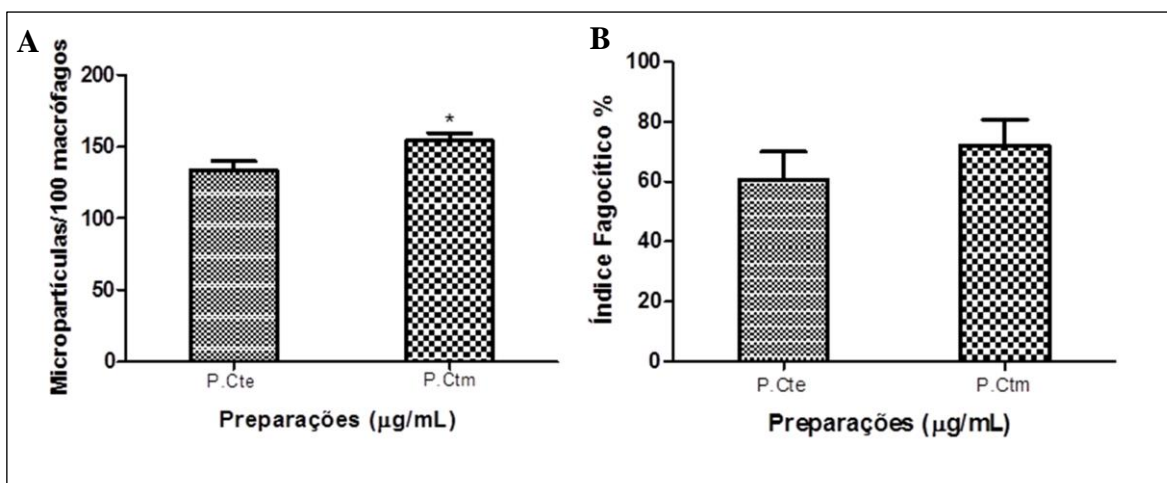 A
Micropartículas/100 macrófagos
200
150
100
50
0
*
P.Cte
P.Ctm
Preparações (µg/mL)
B
Índice Fagocítico %
100
80
60
40
20
0
P.Cte
P.Ctm
Preparações (µg/mL)